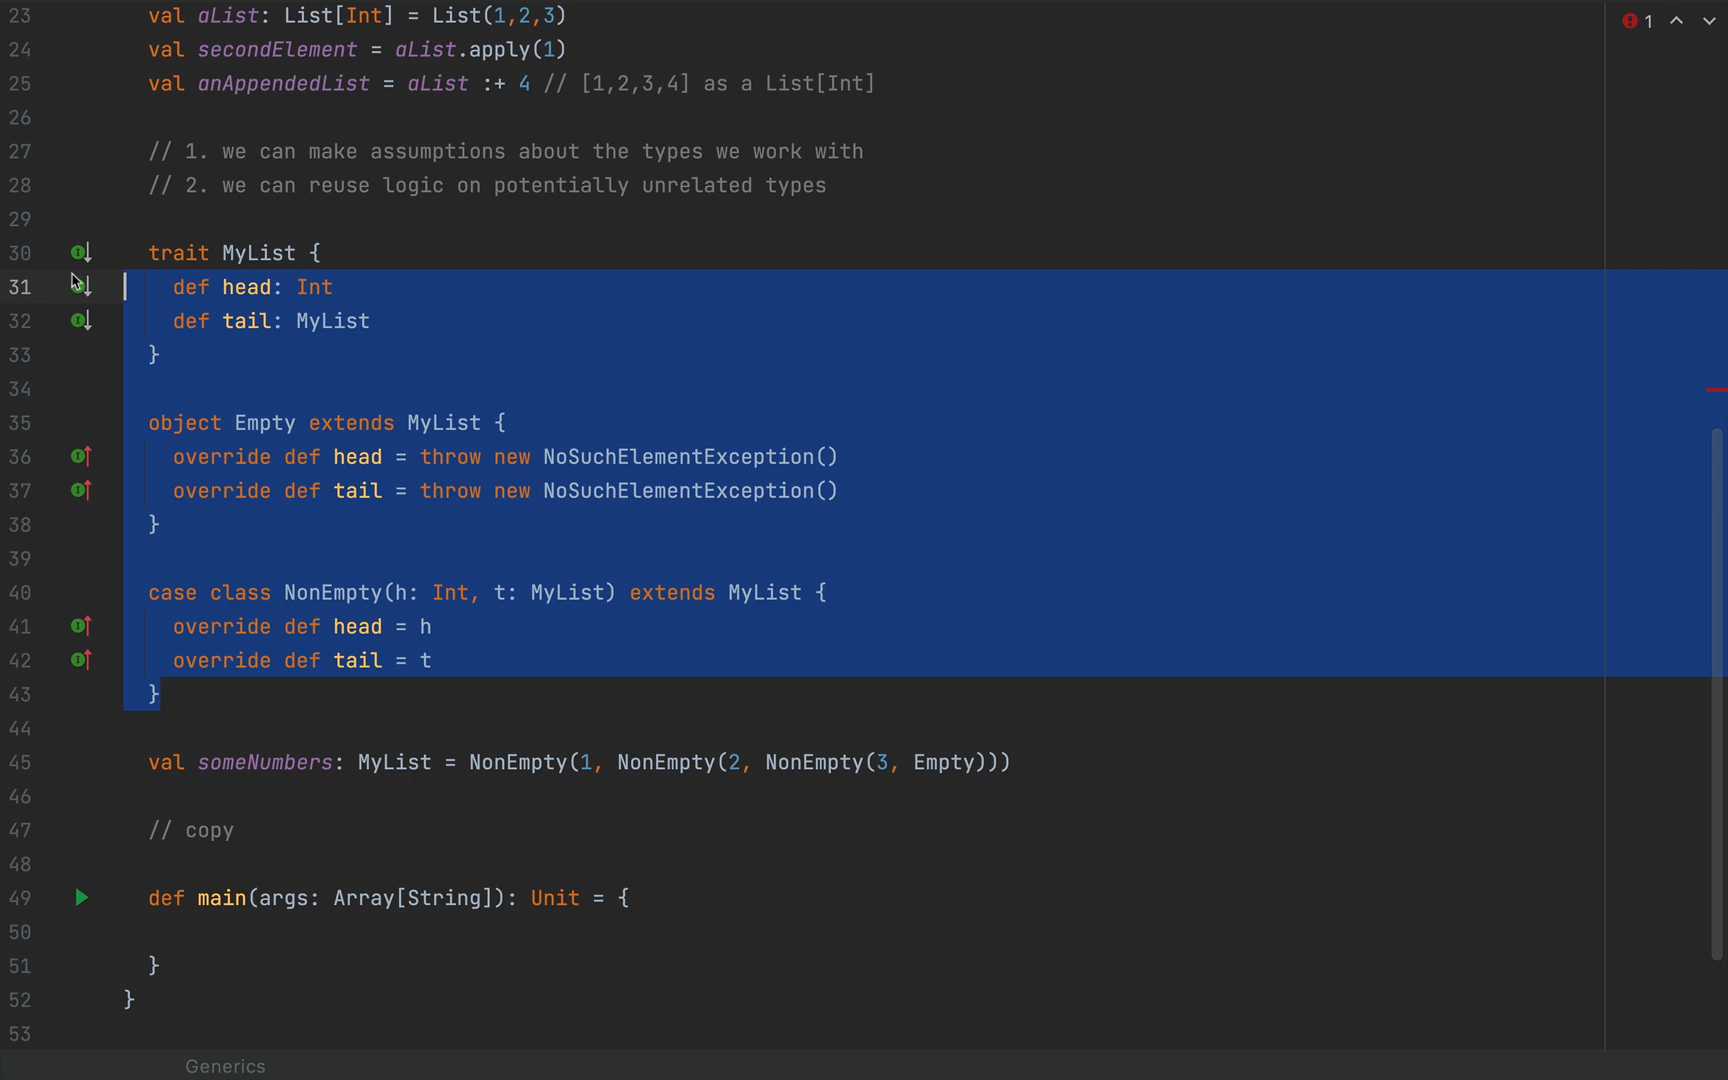 23 val aList: List[Int] = List(1,2,3)
24 val secondElement = aList.apply(1)
25 val anAppendedList = aList :+ 4 // [1,2,3,4] as a List[Int]
26
27 // 1. we can make assumptions about the types we work with
28 // 2. we can reuse logic on potentially unrelated types
29
30 trait MyList {
31 def head: Int
32 def tail: MyList
33 }
34
35 object Empty extends MyList {
36 override def head = throw new NoSuchElementException()
37 override def tail = throw new NoSuchElementException()
38 }
39
40 case class NonEmpty(h: Int, t: MyList) extends MyList {
41 override def head = h
42 override def tail = t
43 }
44
45 val someNumbers: MyList = NonEmpty(1, NonEmpty(2, NonEmpty(3, Empty)))
46
47 // copy
48
49 def main(args: Array[String]): Unit = {
50
51 }
52 }
53
1
Generics